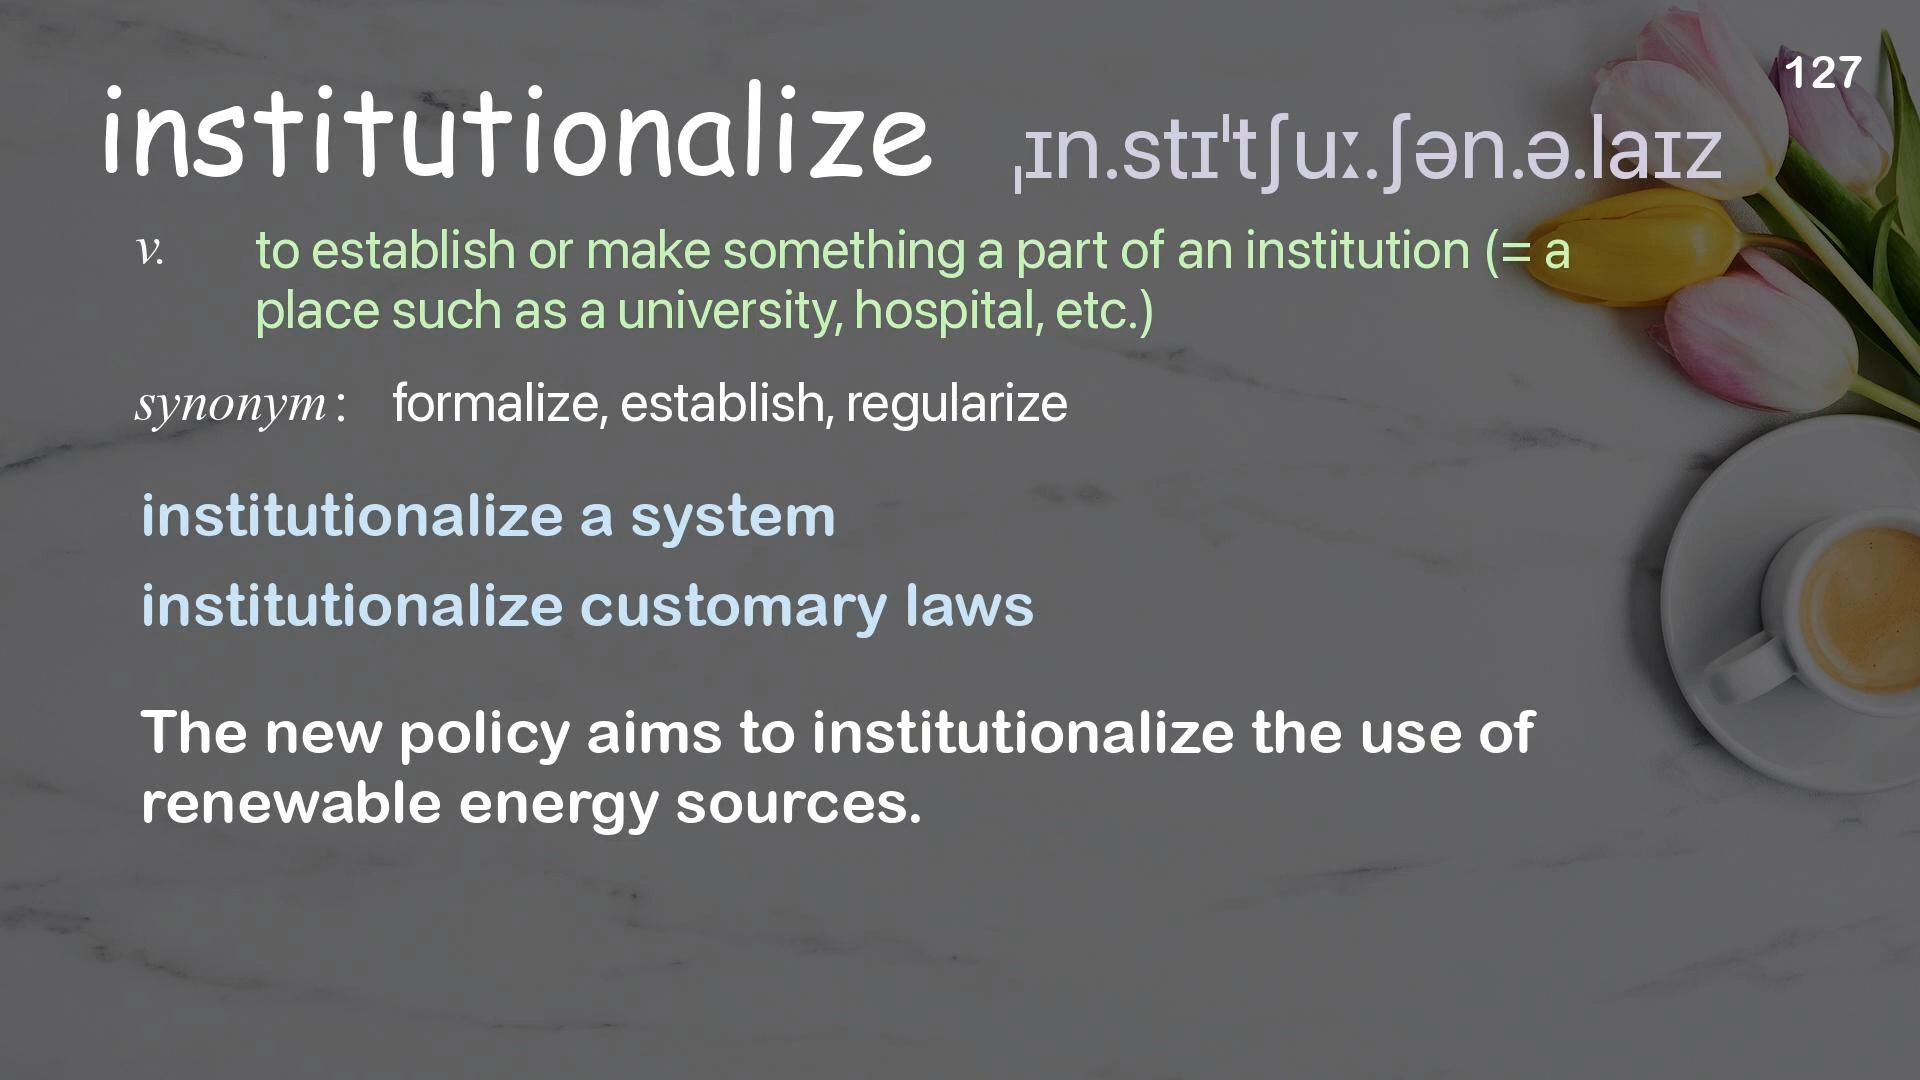 127
institutionalize ˌɪn.stɪˈtʃuː.ʃən.ə.laɪz
v. to establish or make something a part of an institution (= a
place such as a university, hospital, etc.)
synonym: formalize, establish, regularize
institutionalize a system
institutionalize customary laws
The new policy aims to institutionalize the use of
renewable energy sources.